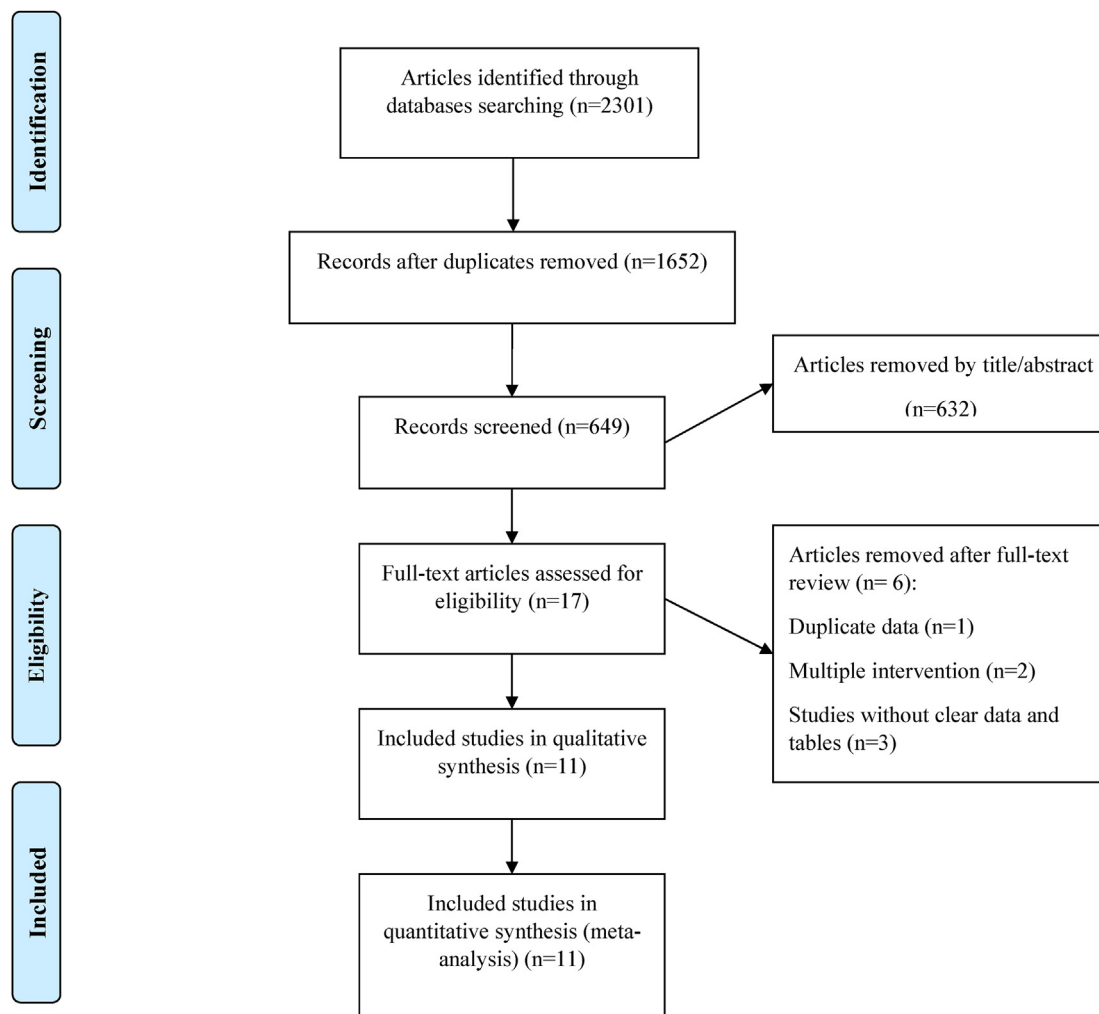 Identification
Articles identified through
databases searching (n=2301)
Records after duplicates removed (n=1652)
Screening
Articles removed by title/abstract
(n=632)
Records screened (n=649)
Eligibility
Full-text articles assessed for
eligibility (n=17)
Articles removed after full-text
review (n= 6):
Duplicate data (n=1)
Multiple intervention (n=2)
Studies without clear data and
tables (n=3)
Included studies in qualitative
synthesis (n=11)
Included
Included studies in
quantitative synthesis (meta-
analysis) (n=11)